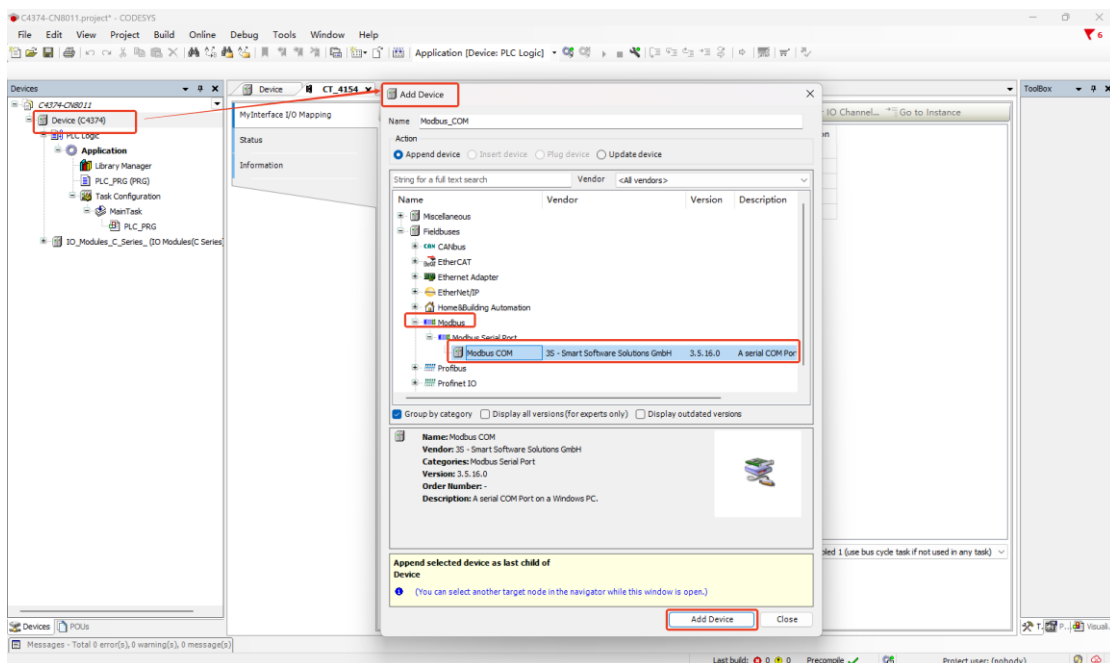 C4374-CN8011.project* - CODESYS
File Edit View Project Build Online Debug Tools Window Help
6
Application [Device: PLC Logic]
Devices
C4374-CN8011
Device (C4374)
PLC Logic
Application
Library Manager
PLC_PRG (PRG)
Task Configuration
MainTask
PLC_PRG
IO_Modules_C_Series_ (IO Modules(C Series
Device CT_4154
MyInterface I/O Mapping
Status
Information
Add Device
Name Modbus_COM
Action
Append device Insert device Plug device Update device
String for a full text search Vendor <All vendors>
Name Vendor Version Description
Miscellaneous
Fieldbuses
CANbus
EtherCAT
Ethernet Adapter
EtherNet/IP
Home&Building Automation
Modbus
Modbus Serial Port
Modbus COM 3S - Smart Software Solutions GmbH 3.5.16.0 A serial COM Por
Profibus
Profinet IO
Group by category Display all versions (for experts only) Display outdated versions
Name: Modbus COM
Vendor: 3S - Smart Software Solutions GmbH
Categories: Modbus Serial Port
Version: 3.5.16.0
Order Number: -
Description: A serial COM Port on a Windows PC.
Append selected device as last child of
Device
(You can select another target node in the navigator while this window is open.)
Add Device Close
IO Channel... Go to Instance
on
bled 1 (use bus cycle task if not used in any task)
ToolBox
Devices POUs
T. P... Visuali.
Messages - Total 0 error(s), 0 warning(s), 0 message(s)
Last build: 0 0 Precompile Project user: (nobody)